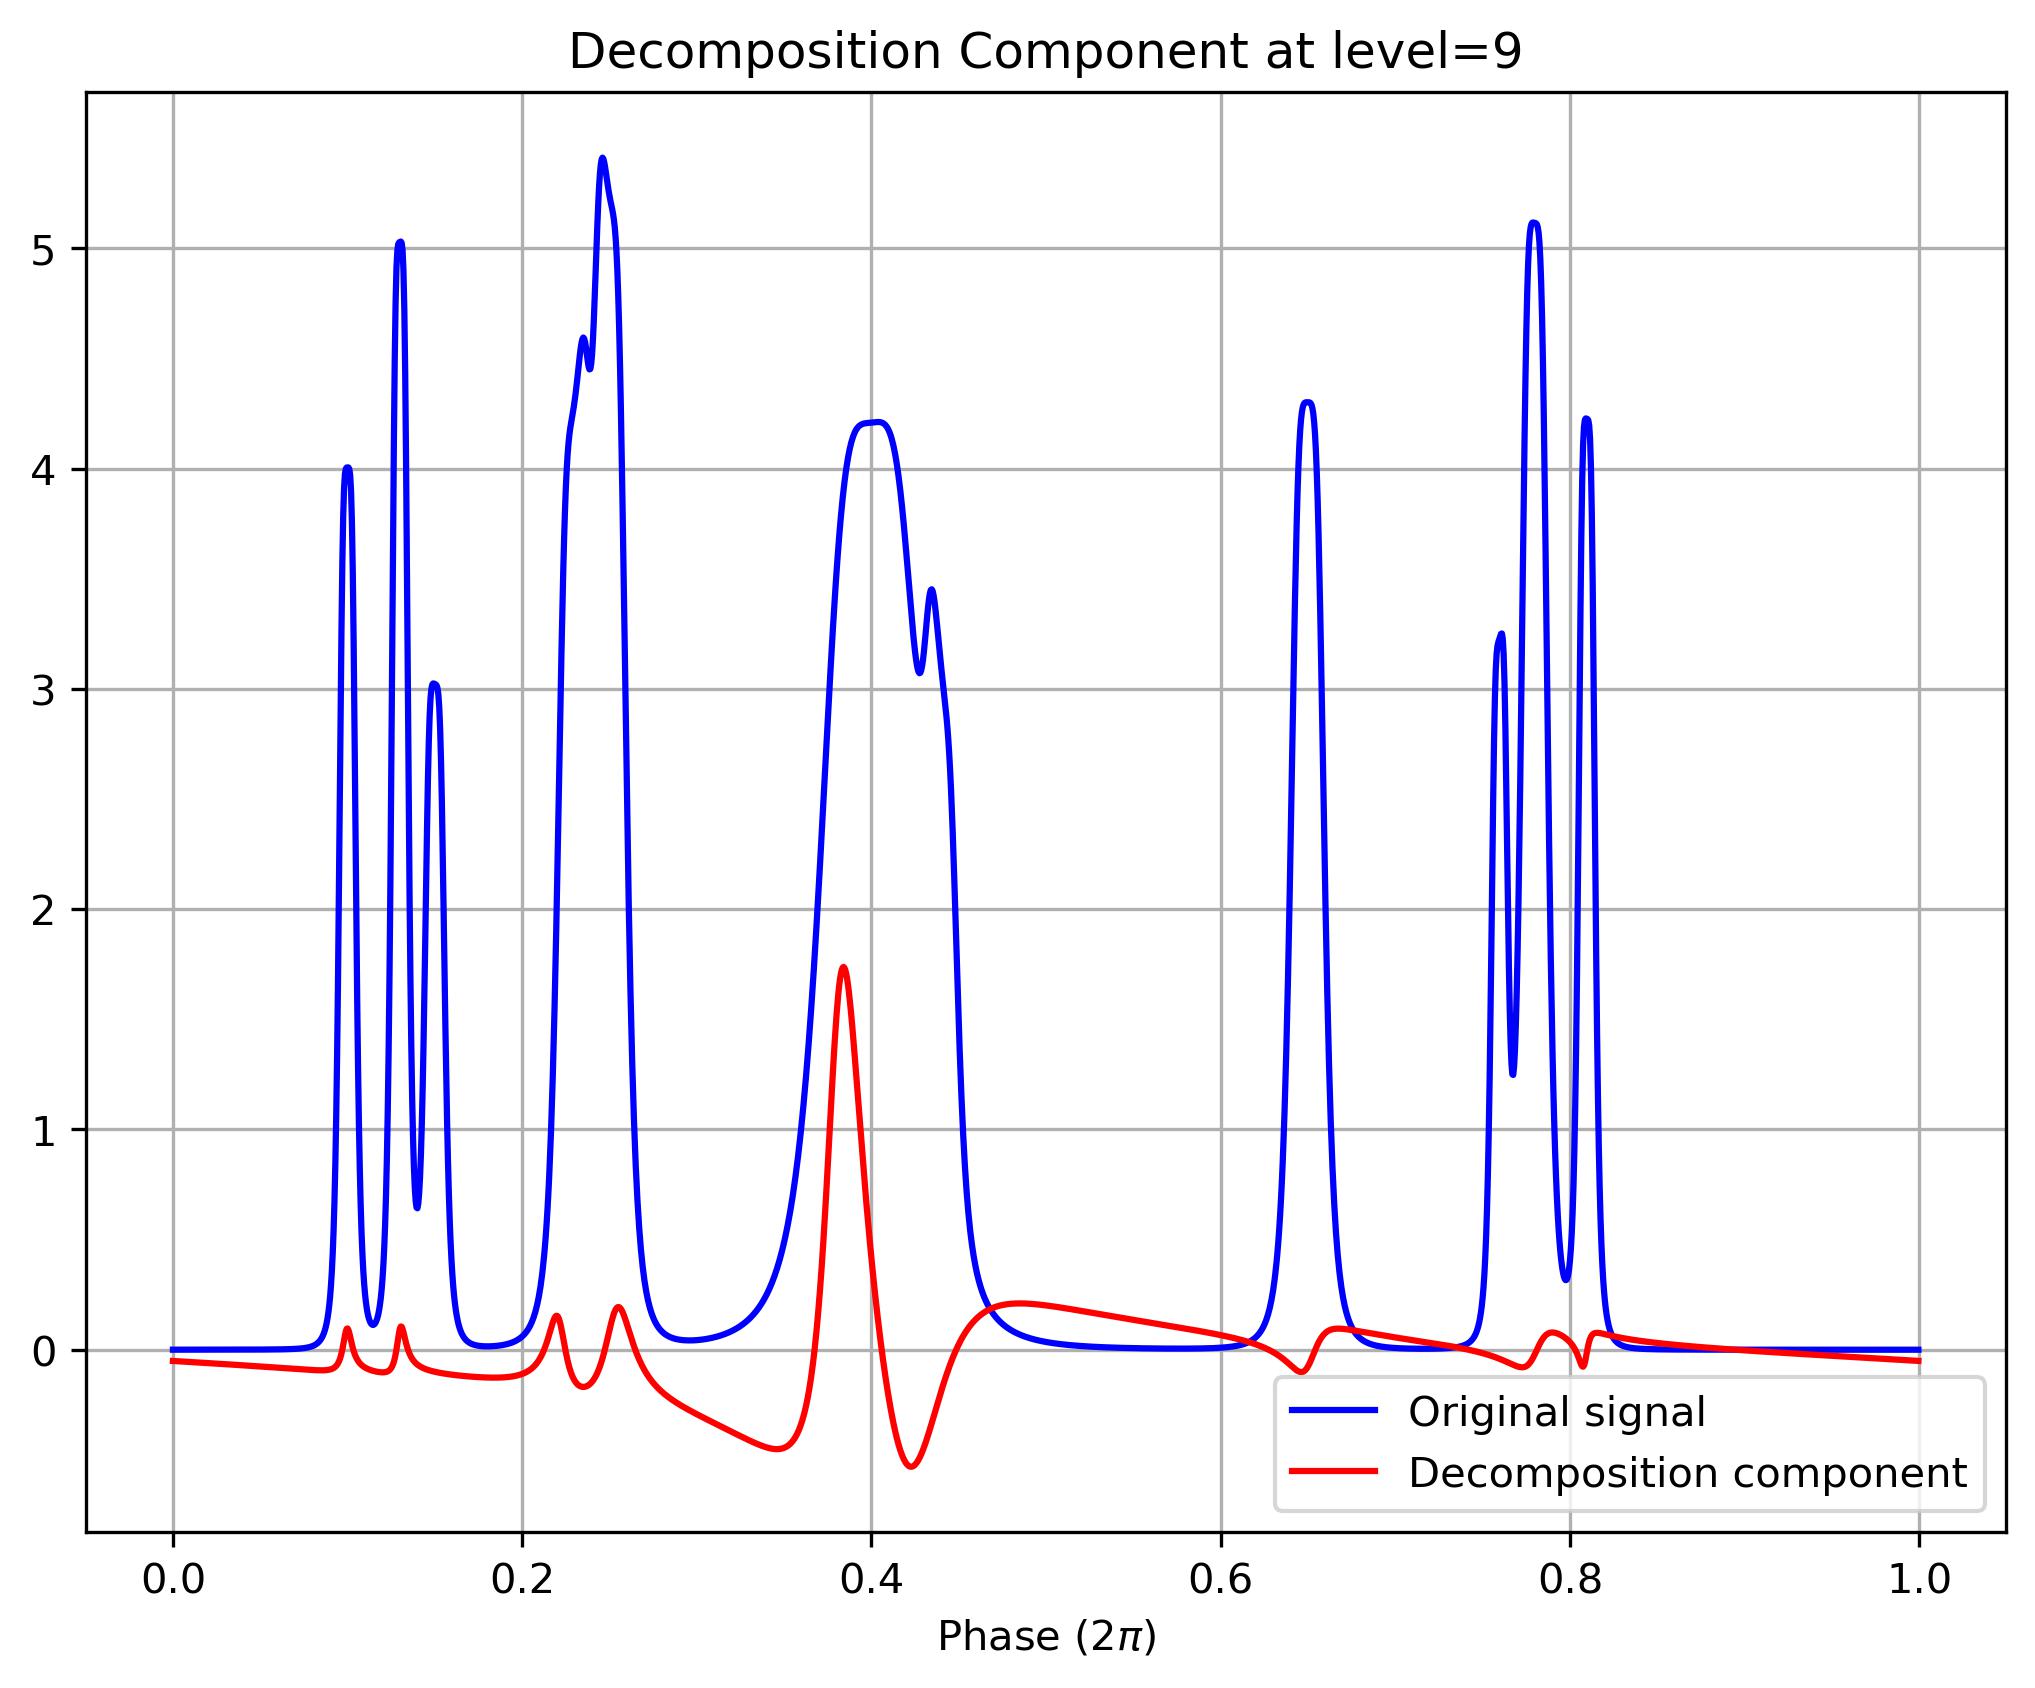 Decomposition Component at level=9
5
4
3
2
1
0
Original signal
Decomposition component
0.0 0.2 0.4 0.6 0.8 1.0
Phase (2π)